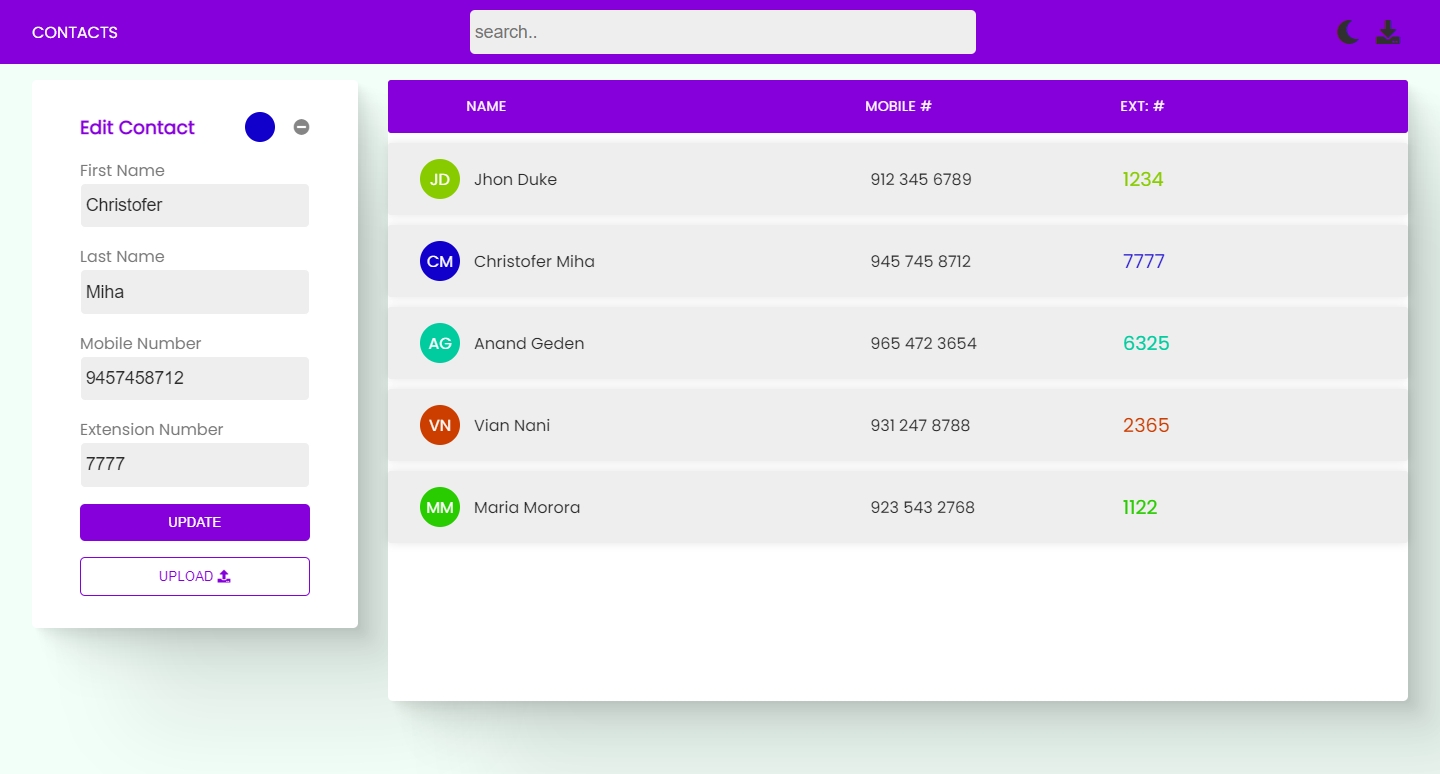 CONTACTS
search..
Edit Contact
First Name
Christofer
Last Name
Miha
Mobile Number
9457458712
Extension Number
7777
UPDATE
UPLOAD
NAME MOBILE # EXT: #
JD Jhon Duke 912 345 6789 1234
CM Christofer Miha 945 745 8712 7777
AG Anand Geden 965 472 3654 6325
VN Vian Nani 931 247 8788 2365
MM Maria Morora 923 543 2768 1122